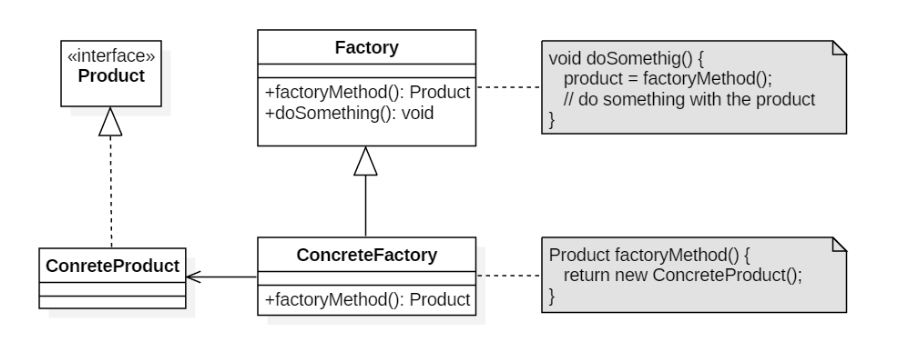 «interface»
Product
Factory
+factoryMethod(): Product
+doSomething(): void
void doSomethig() {
product = factoryMethod();
// do something with the product
}
ConreteProduct
ConcreteFactory
+factoryMethod(): Product
Product factoryMethod() {
return new ConcreteProduct();
}